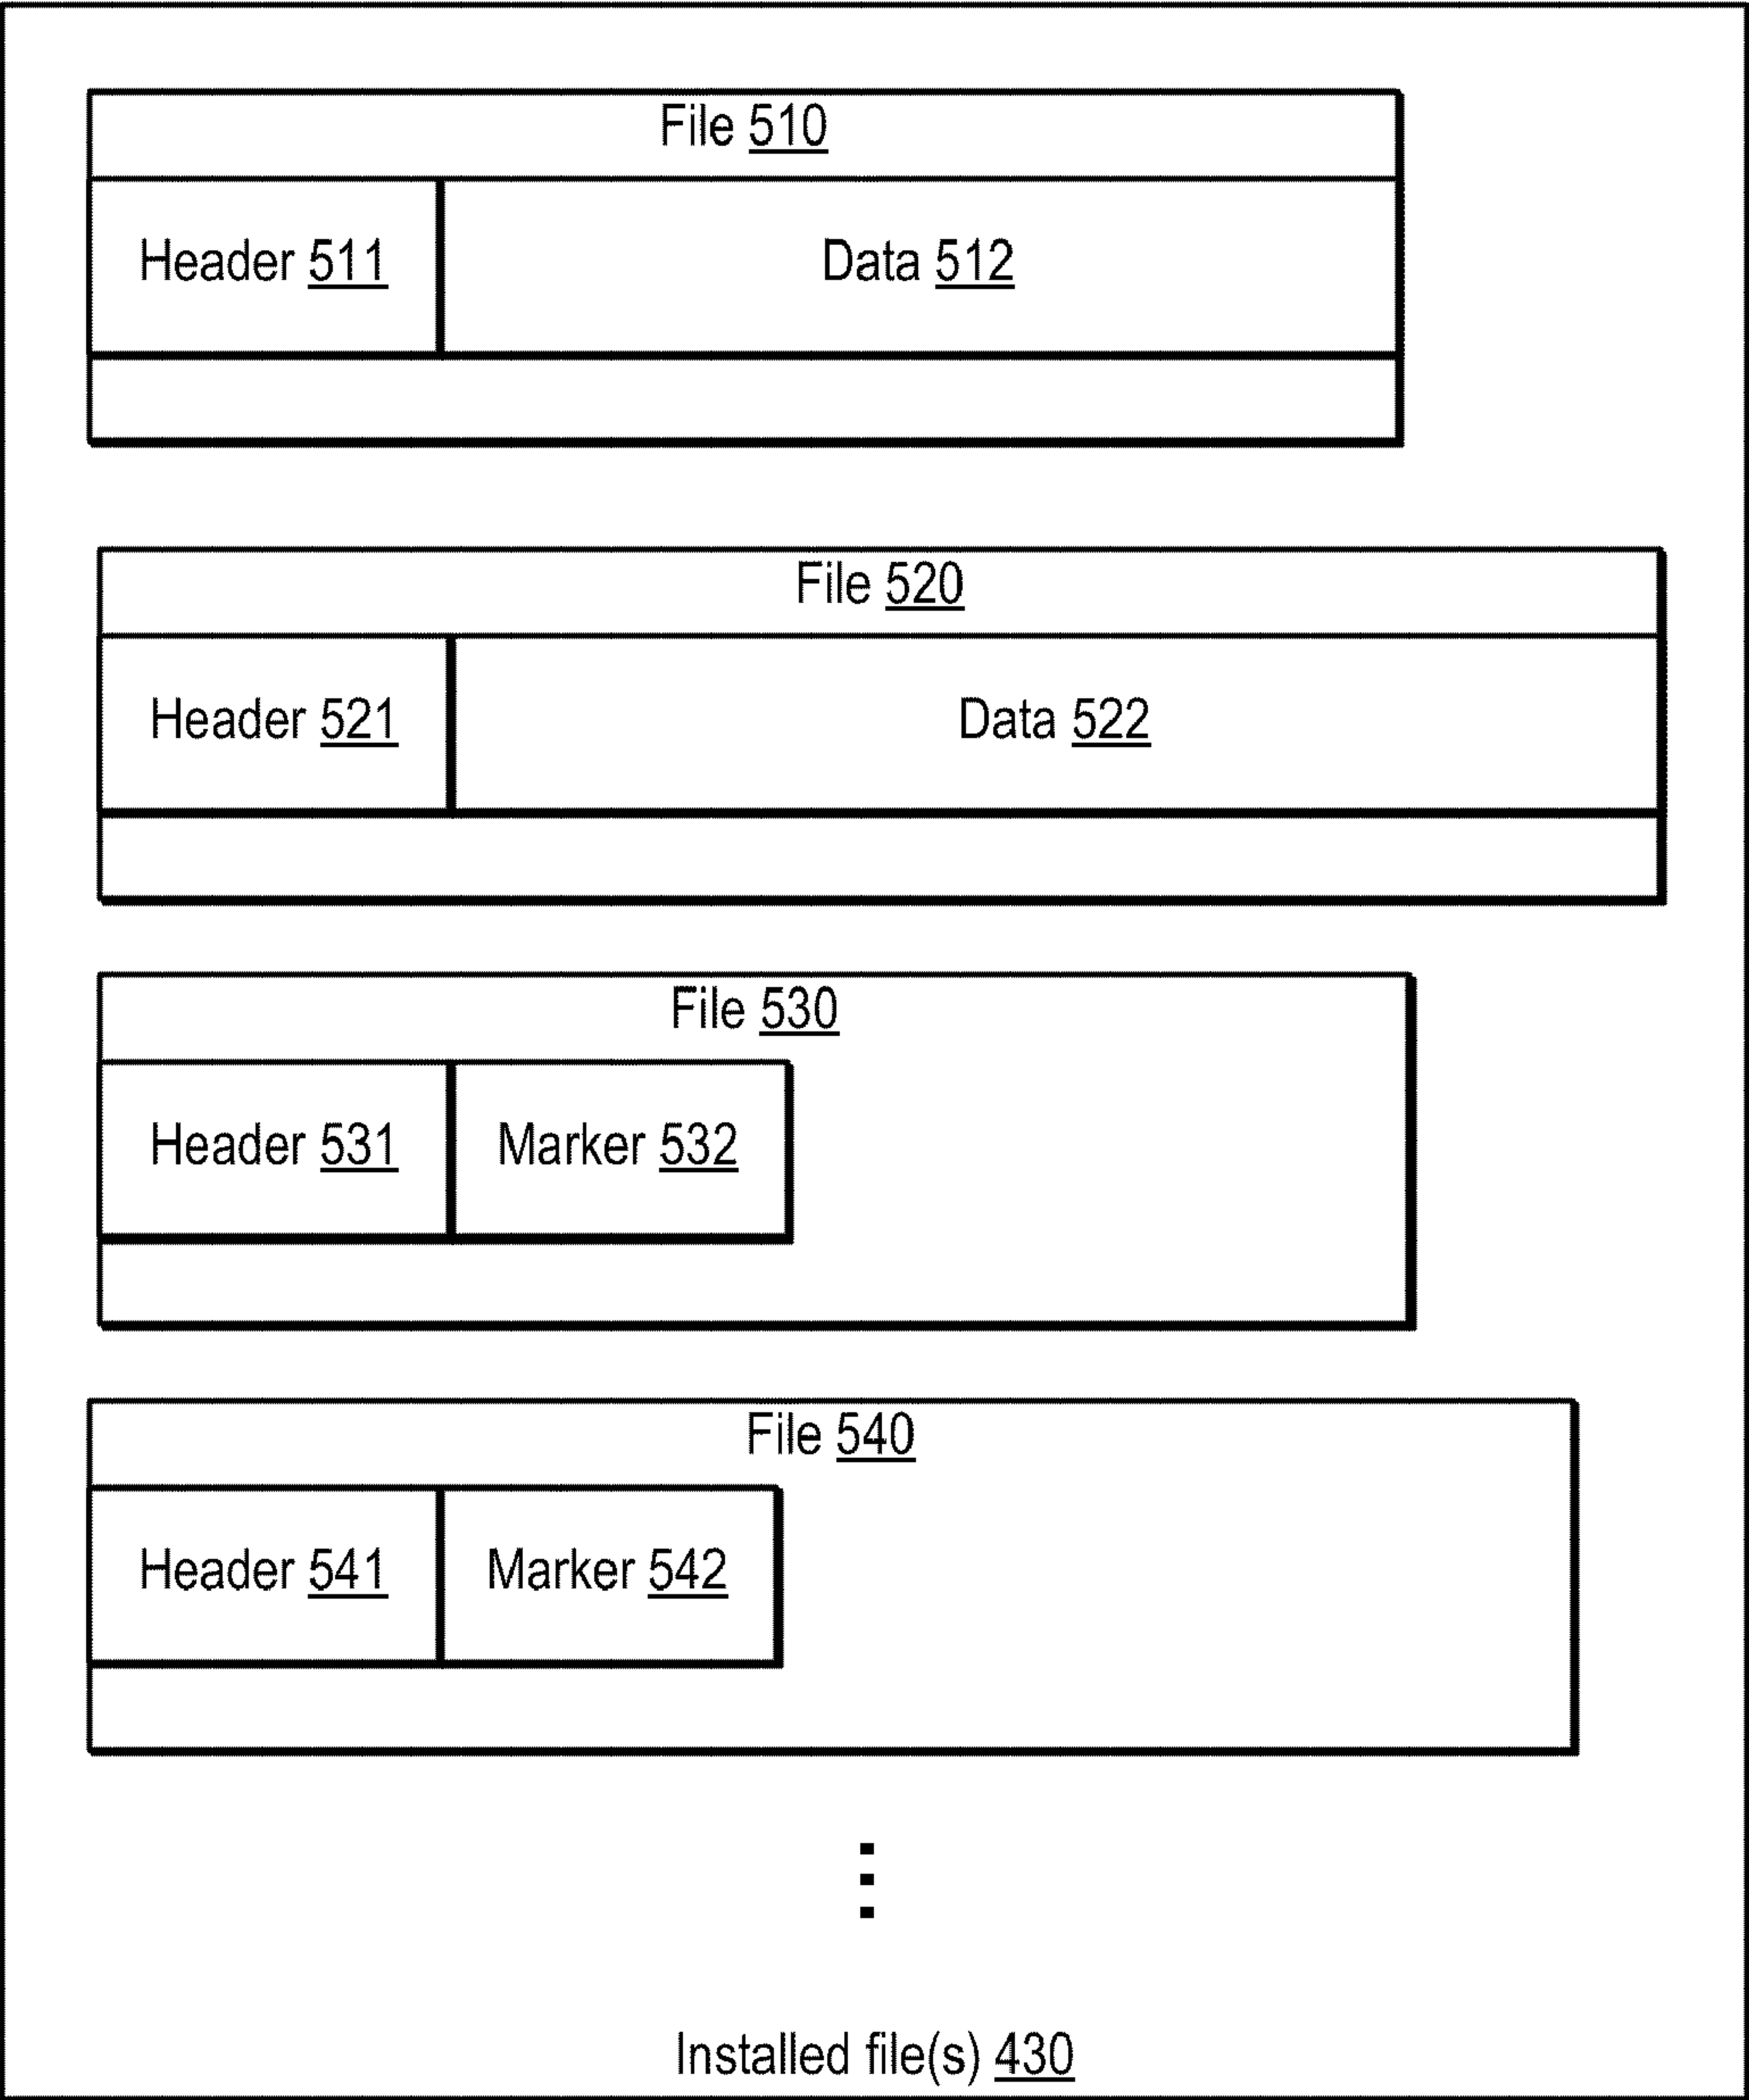 File 510
Header 511 Data 512
File 520
Header 521 Data 522
File 530
Header 531 Marker 532
File 540
Header 541 Marker 542
Installed file(s) 430